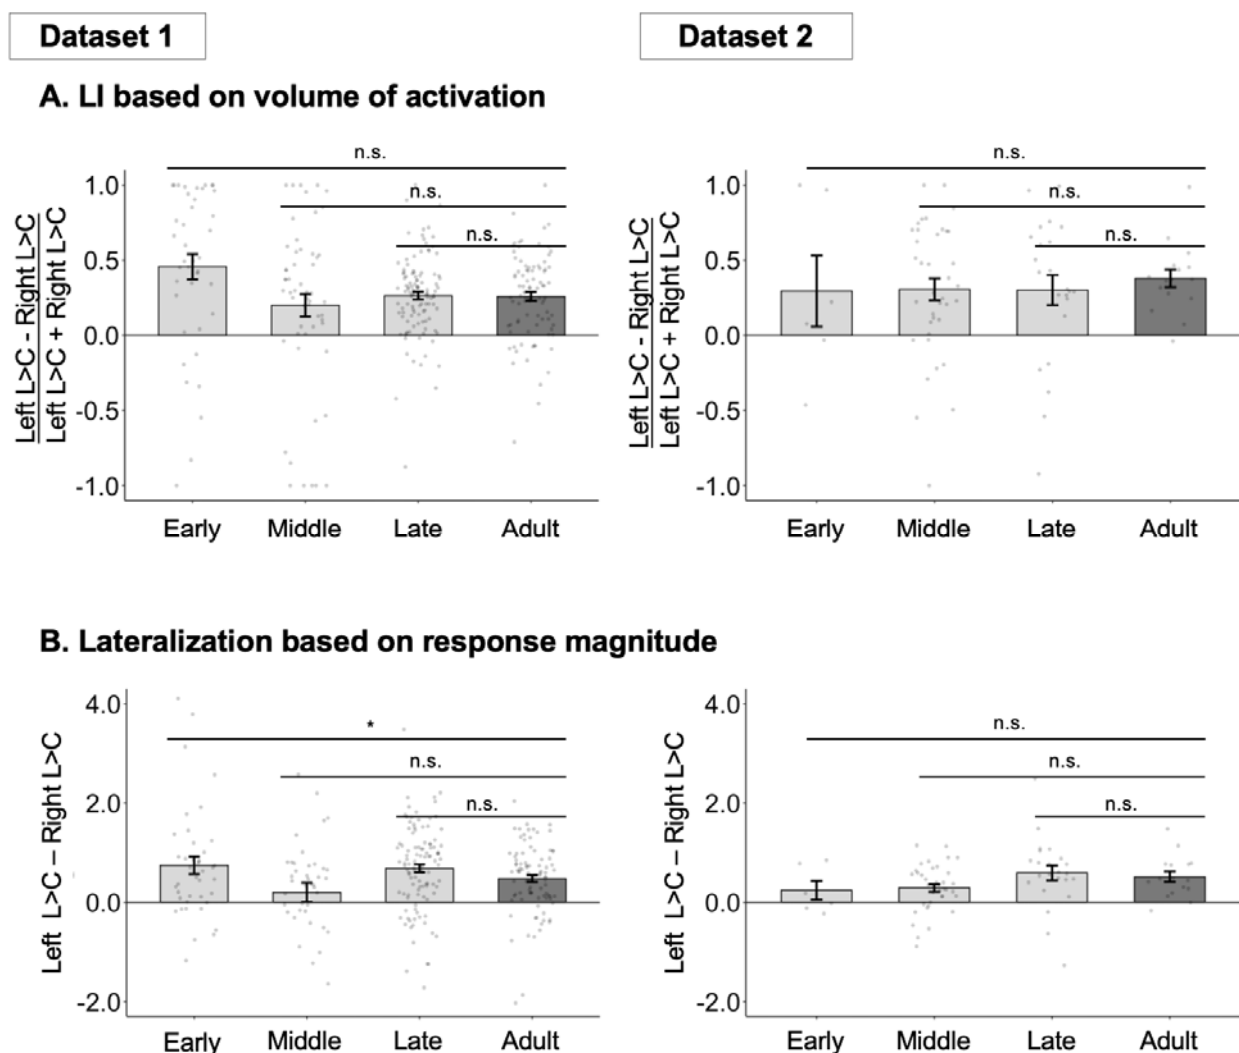 Dataset 1
Dataset 2
A. LI based on volume of activation
Left L>C - Right L>C
Left L>C + Right L>C
1.0
0.5
0.0
-0.5
-1.0
n.s.
n.s.
n.s.
Early Middle Late Adult
Left L>C - Right L>C
Left L>C + Right L>C
1.0
0.5
0.0
-0.5
-1.0
n.s.
n.s.
n.s.
Early Middle Late Adult
B. Lateralization based on response magnitude
Left L>C – Right L>C
4.0
2.0
0.0
-2.0
*
n.s.
n.s.
Early Middle Late Adult
Left L>C – Right L>C
4.0
2.0
0.0
-2.0
n.s.
n.s.
n.s.
Early Middle Late Adult